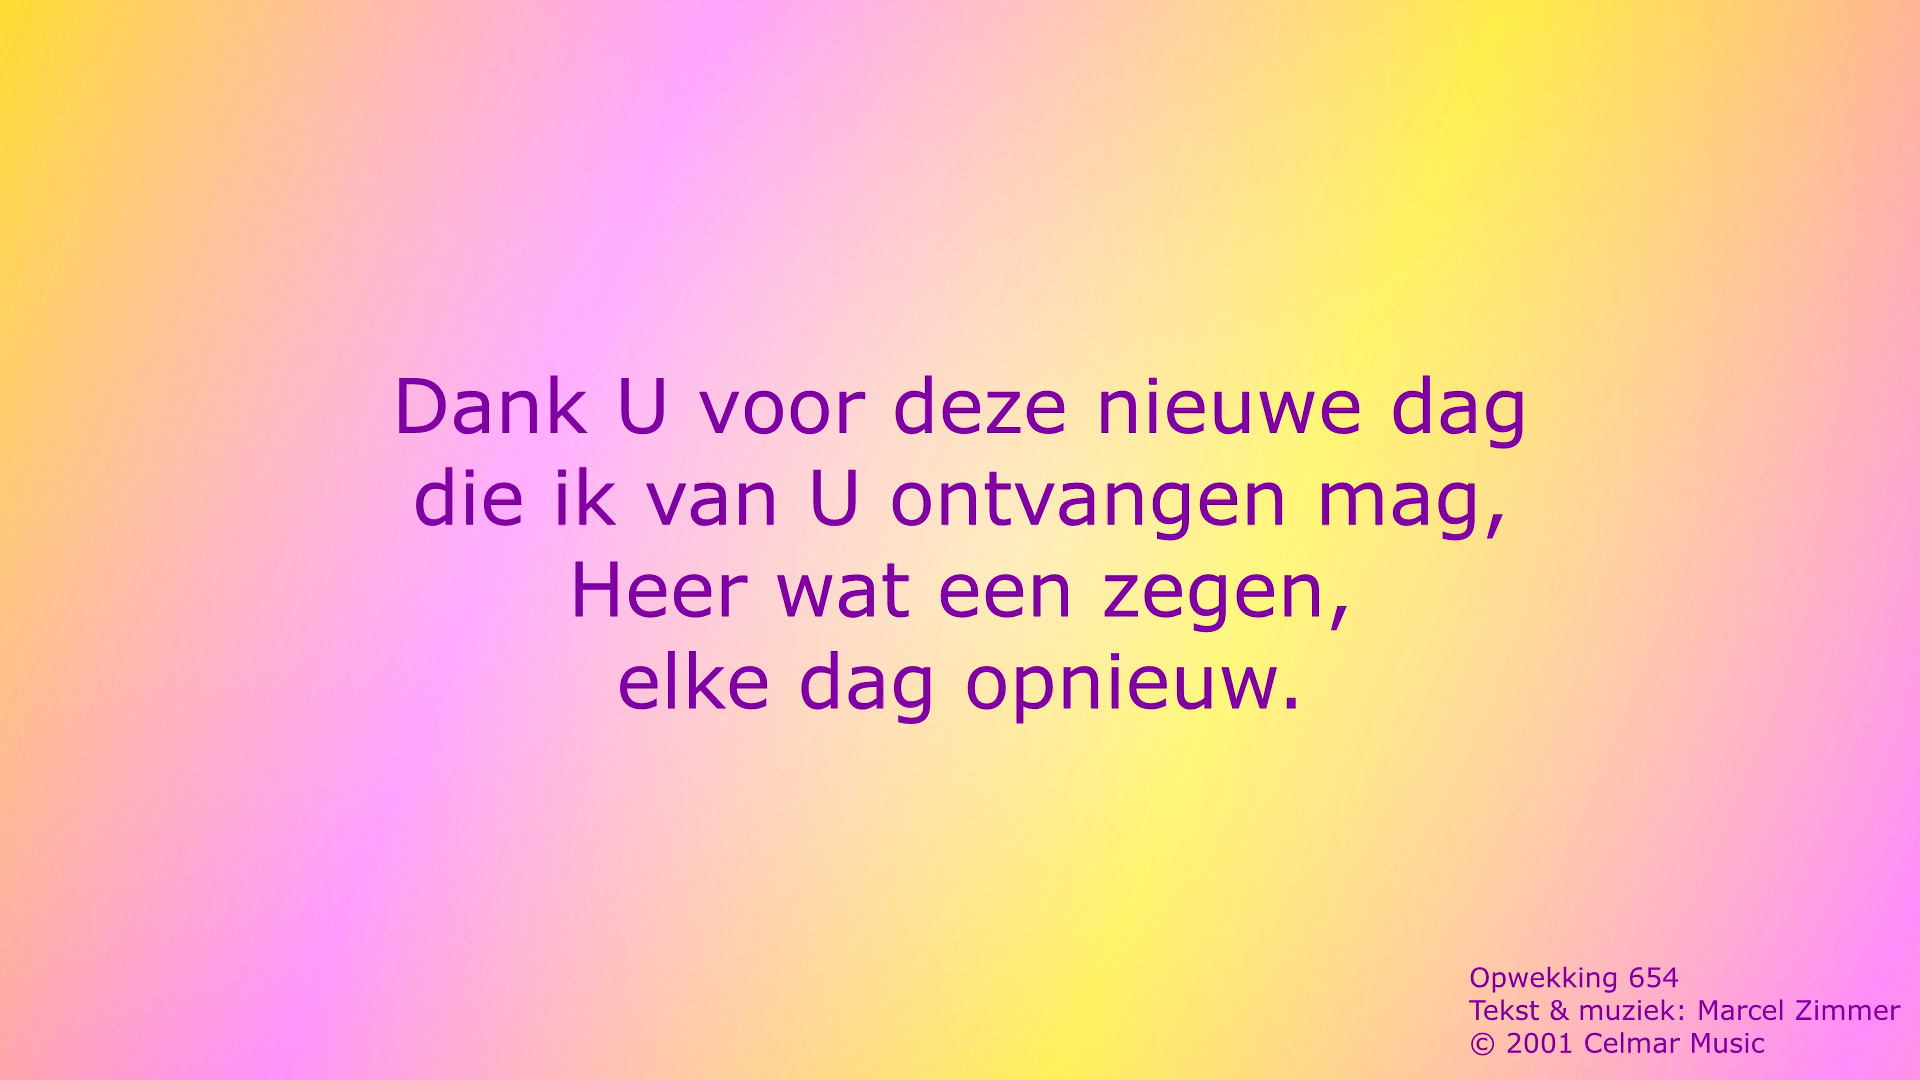 Dank U voor deze nieuwe dag
die ik van U ontvangen mag,
Heer wat een zegen,
elke dag opnieuw.
Opwekking 654
Tekst & muziek: Marcel Zimmer
© 2001 Celmar Music